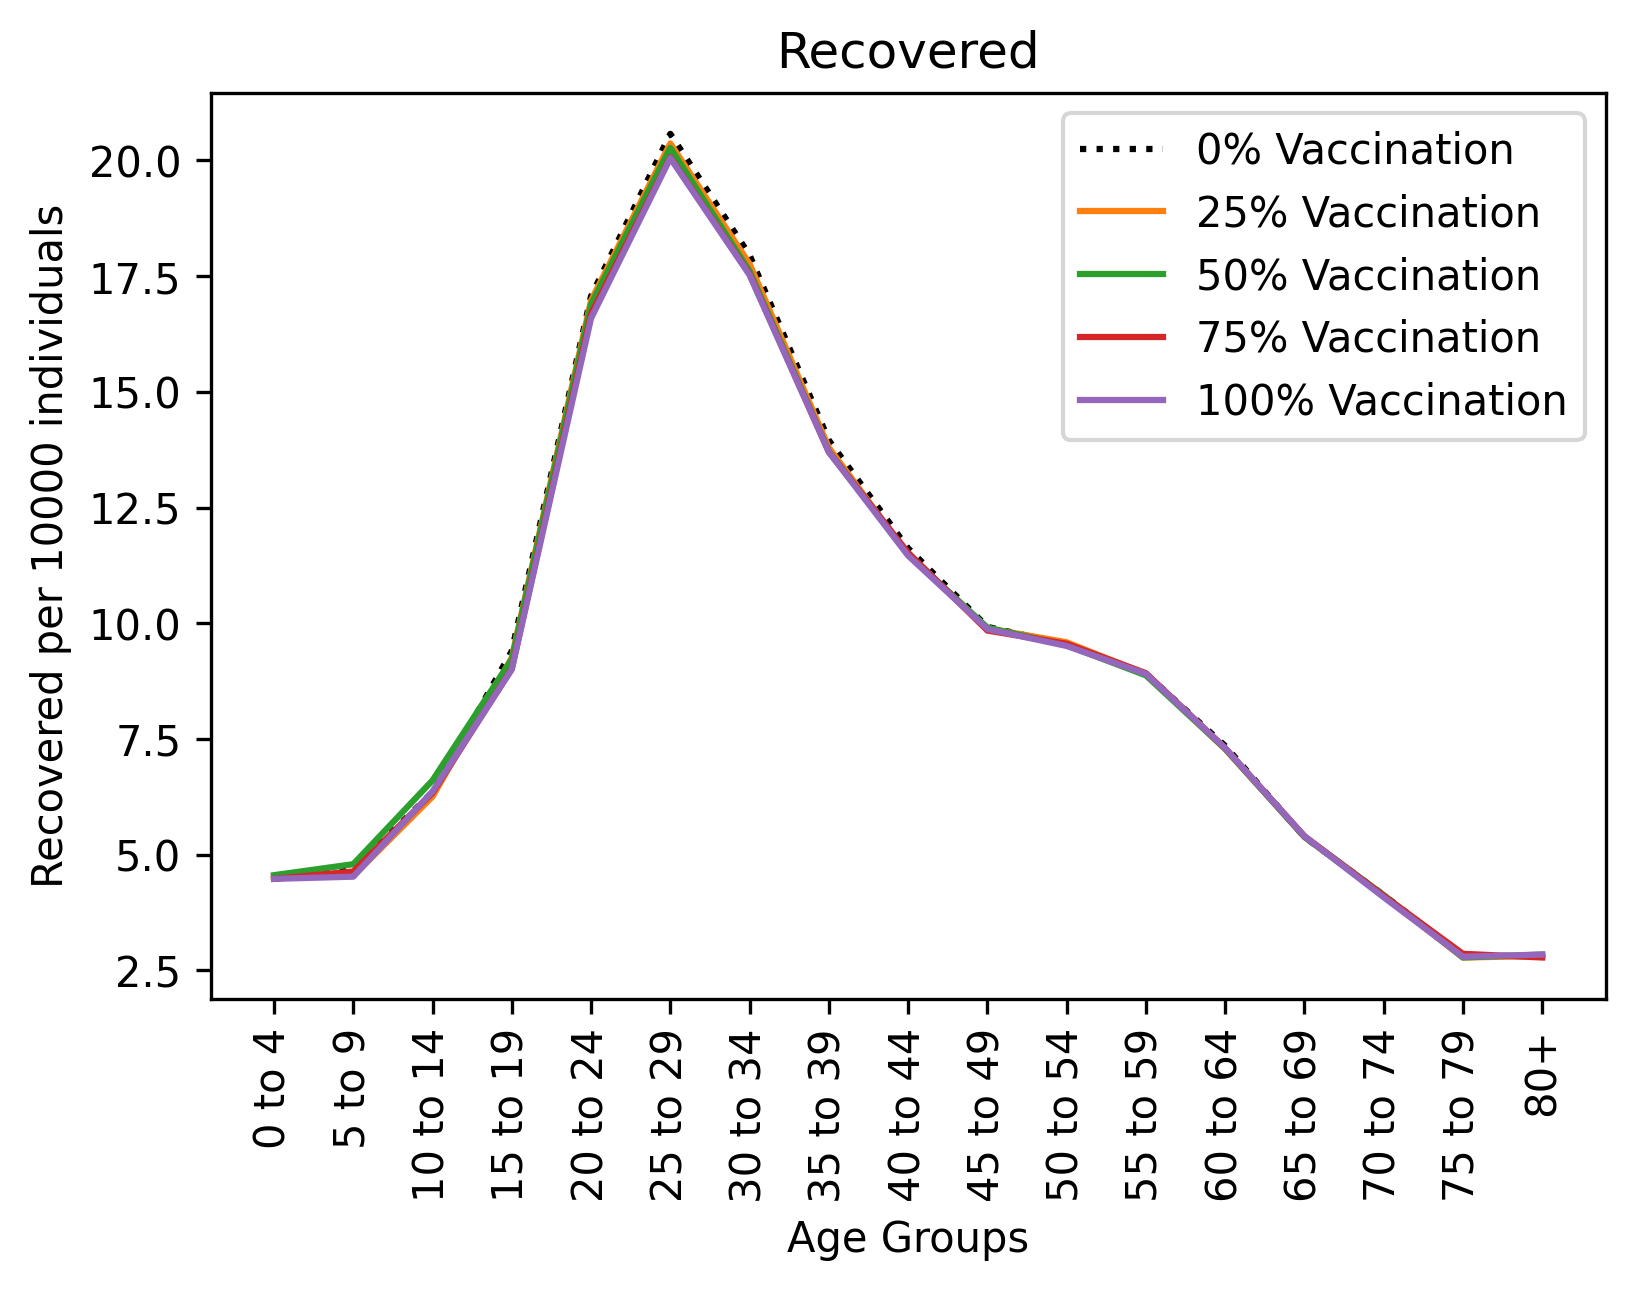 Recovered
Recovered per 10000 individuals
20.0
17.5
15.0
12.5
10.0
7.5
5.0
2.5
0% Vaccination
25% Vaccination
50% Vaccination
75% Vaccination
100% Vaccination
0 to 4
5 to 9
10 to 14
15 to 19
20 to 24
25 to 29
30 to 34
35 to 39
40 to 44
45 to 49
50 to 54
55 to 59
60 to 64
65 to 69
70 to 74
75 to 79
80+
Age Groups